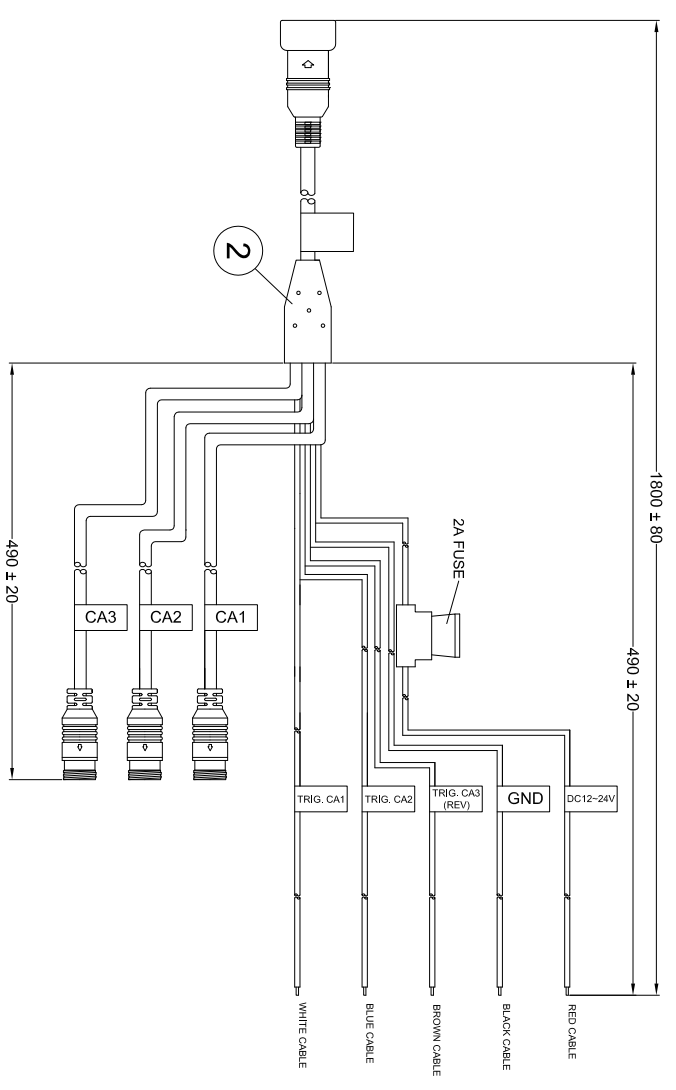 2
1800 ± 80
490 ± 20
490 ± 20
2A FUSE
CA3
CA2
CA1
TRIG. CA1
TRIG. CA2
TRIG. CA3
(REV)
GND
DC12~24V
WHITE CABLE
BLUE CABLE
BROWN CABLE
BLACK CABLE
RED CABLE